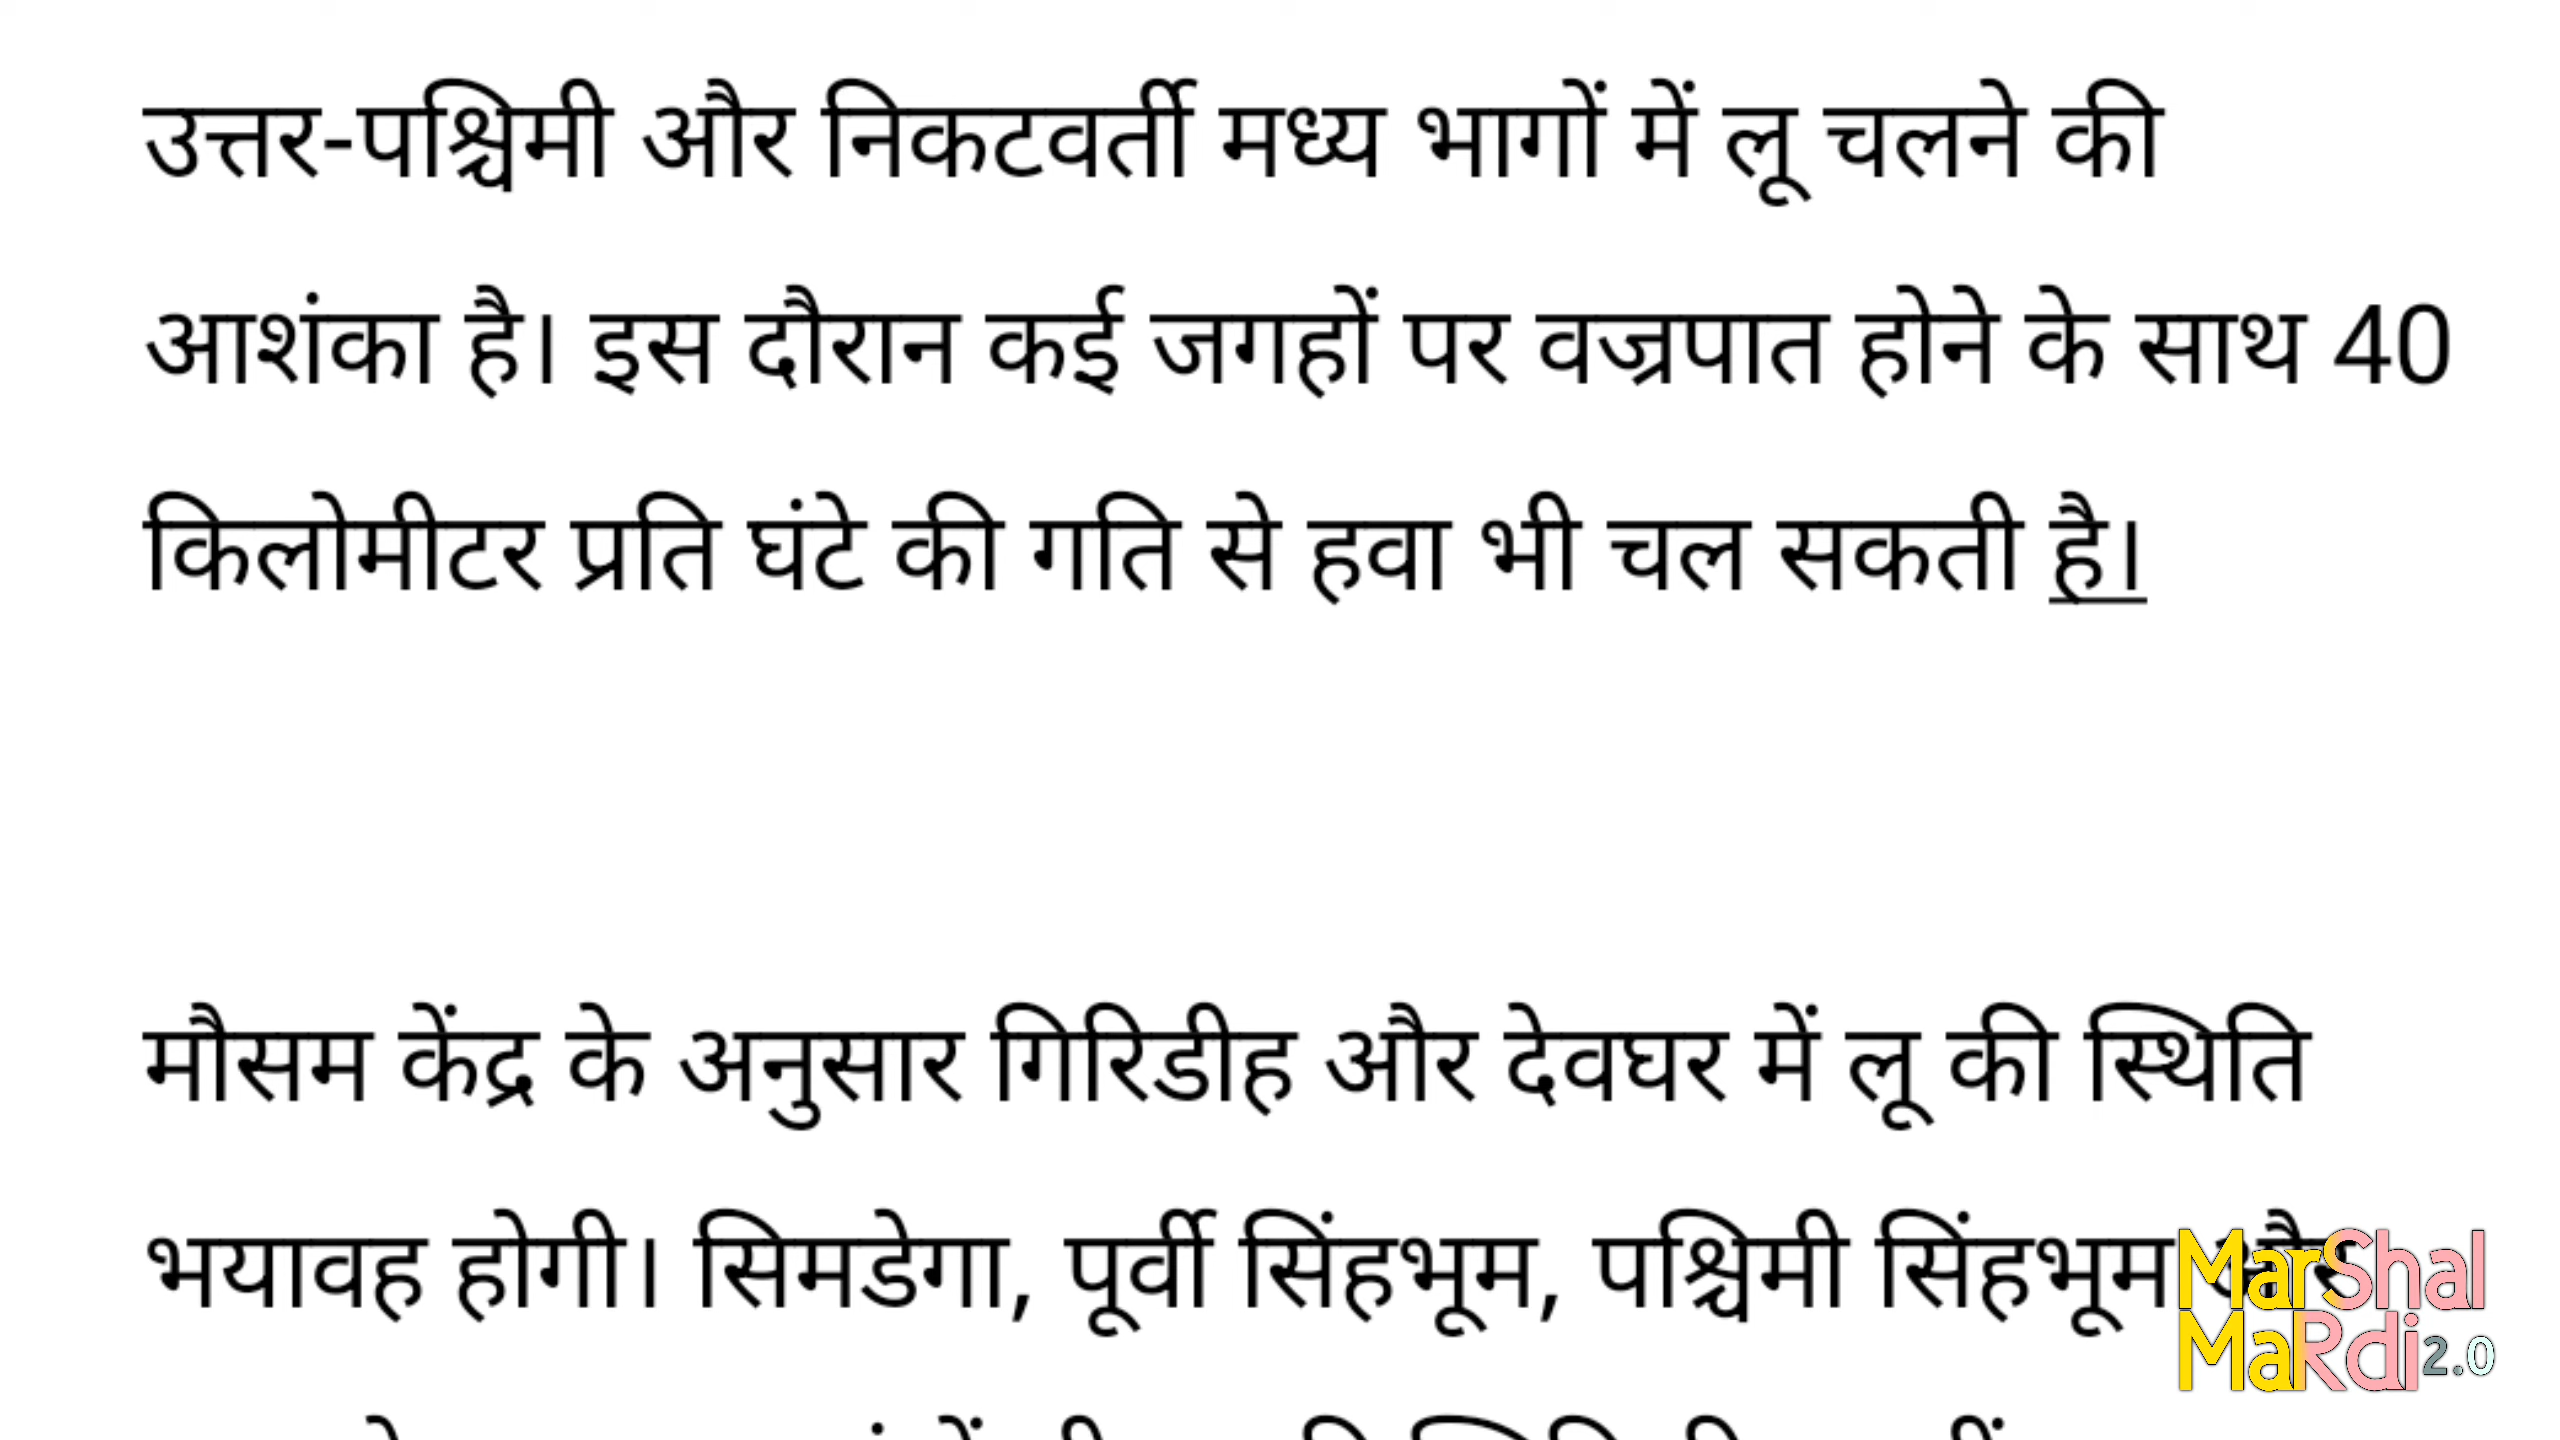 उत्तर-पश्चिमी और निकटवर्ती मध्य भागों में लू चलने की
आशंका है। इस दौरान कई जगहों पर वज्रपात होने के साथ 40
किलोमीटर प्रति घंटे की गति से हवा भी चल सकती है।
मौसम केंद्र के अनुसार गिरिडीह और देवघर में लू की स्थिति
भयावह होगी। सिमडेगा, पूर्वी सिंहभूम, पश्चिमी सिंहभूम और
MarShal
MaRdi2.0